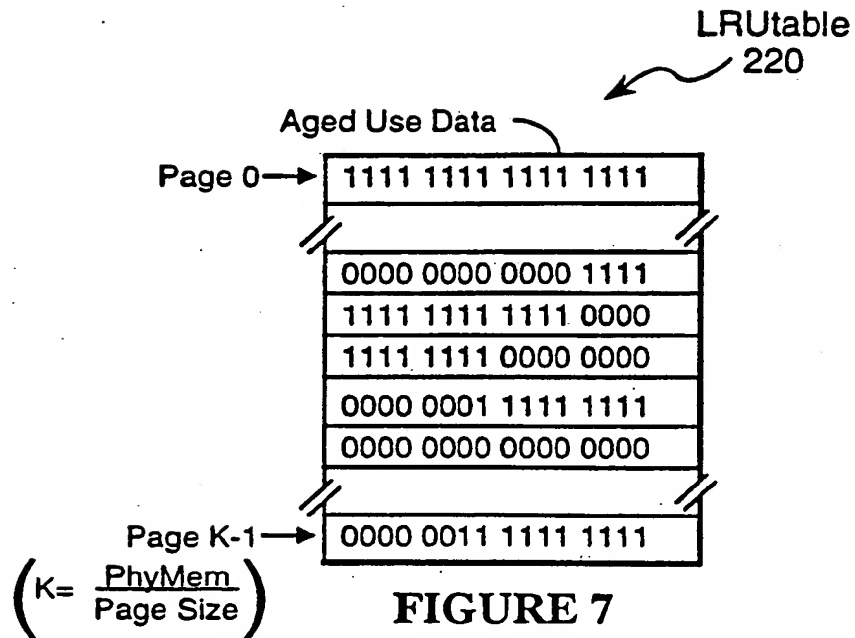 LRUtable
220
Aged Use Data
Page 0
1111 1111 1111 1111
0000 0000 0000 1111
1111 1111 1111 0000
1111 1111 0000 0000
0000 0001 1111 1111
0000 0000 0000 0000
Page K-1
0000 0011 1111 1111
(K= PhyMem
Page Size)
FIGURE 7